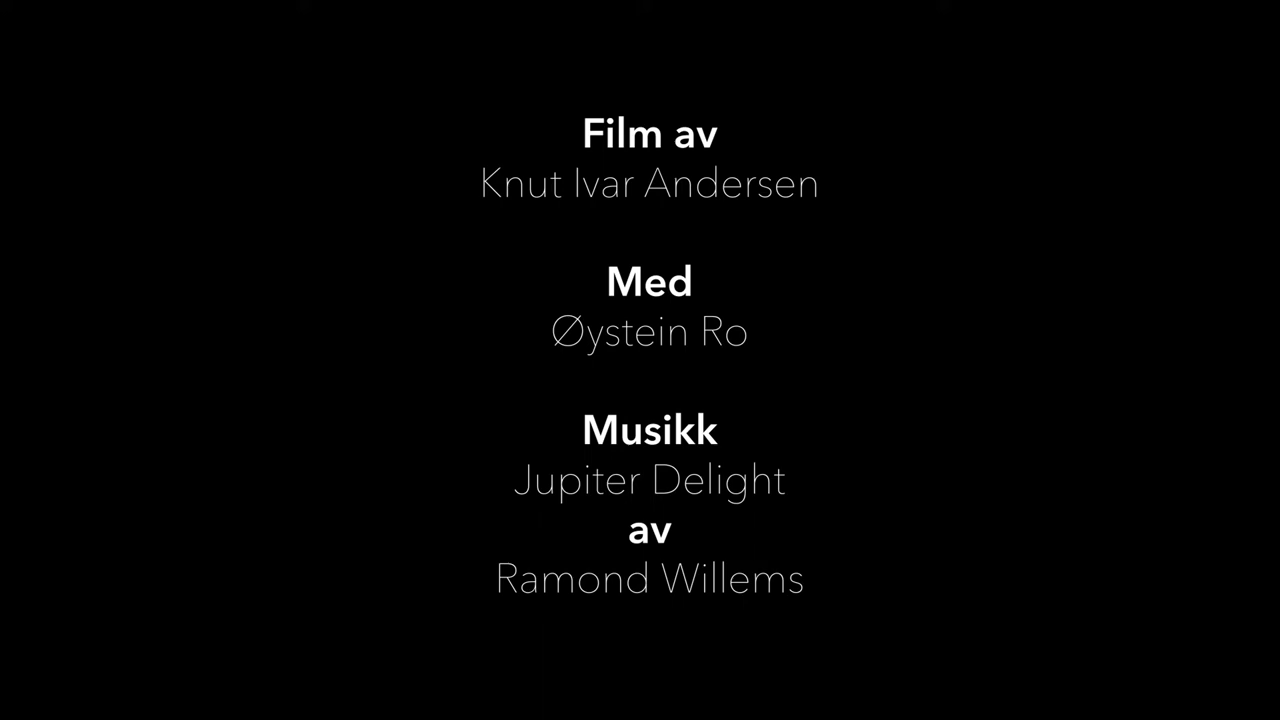 Film av
Knut Ivar Andersen
Med
Øystein Ro
Musikk
Jupiter Delight
av
Ramond Willems